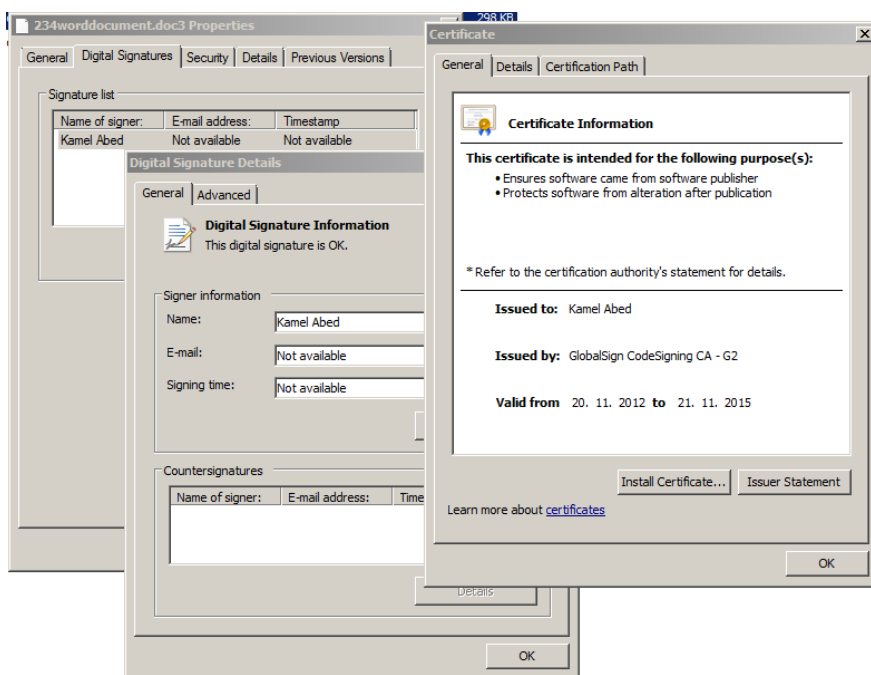 234worddocument.doc3 Properties
298 KB
General Digital Signatures Security Details Previous Versions
Signature list
Name of signer: E-mail address: Timestamp
Kamel Abed Not available Not available
Digital Signature Details
General Advanced
Digital Signature Information
This digital signature is OK.
Signer information
Name: Kamel Abed
E-mail: Not available
Signing time: Not available
Countersignatures
Name of signer: E-mail address: Time
Details
OK
Certificate
General Details Certification Path
Certificate Information
This certificate is intended for the following purpose(s):
• Ensures software came from software publisher
• Protects software from alteration after publication
* Refer to the certification authority's statement for details.
Issued to: Kamel Abed
Issued by: GlobalSign CodeSigning CA - G2
Valid from 20. 11. 2012 to 21. 11. 2015
Install Certificate... Issuer Statement
Learn more about certificates
OK